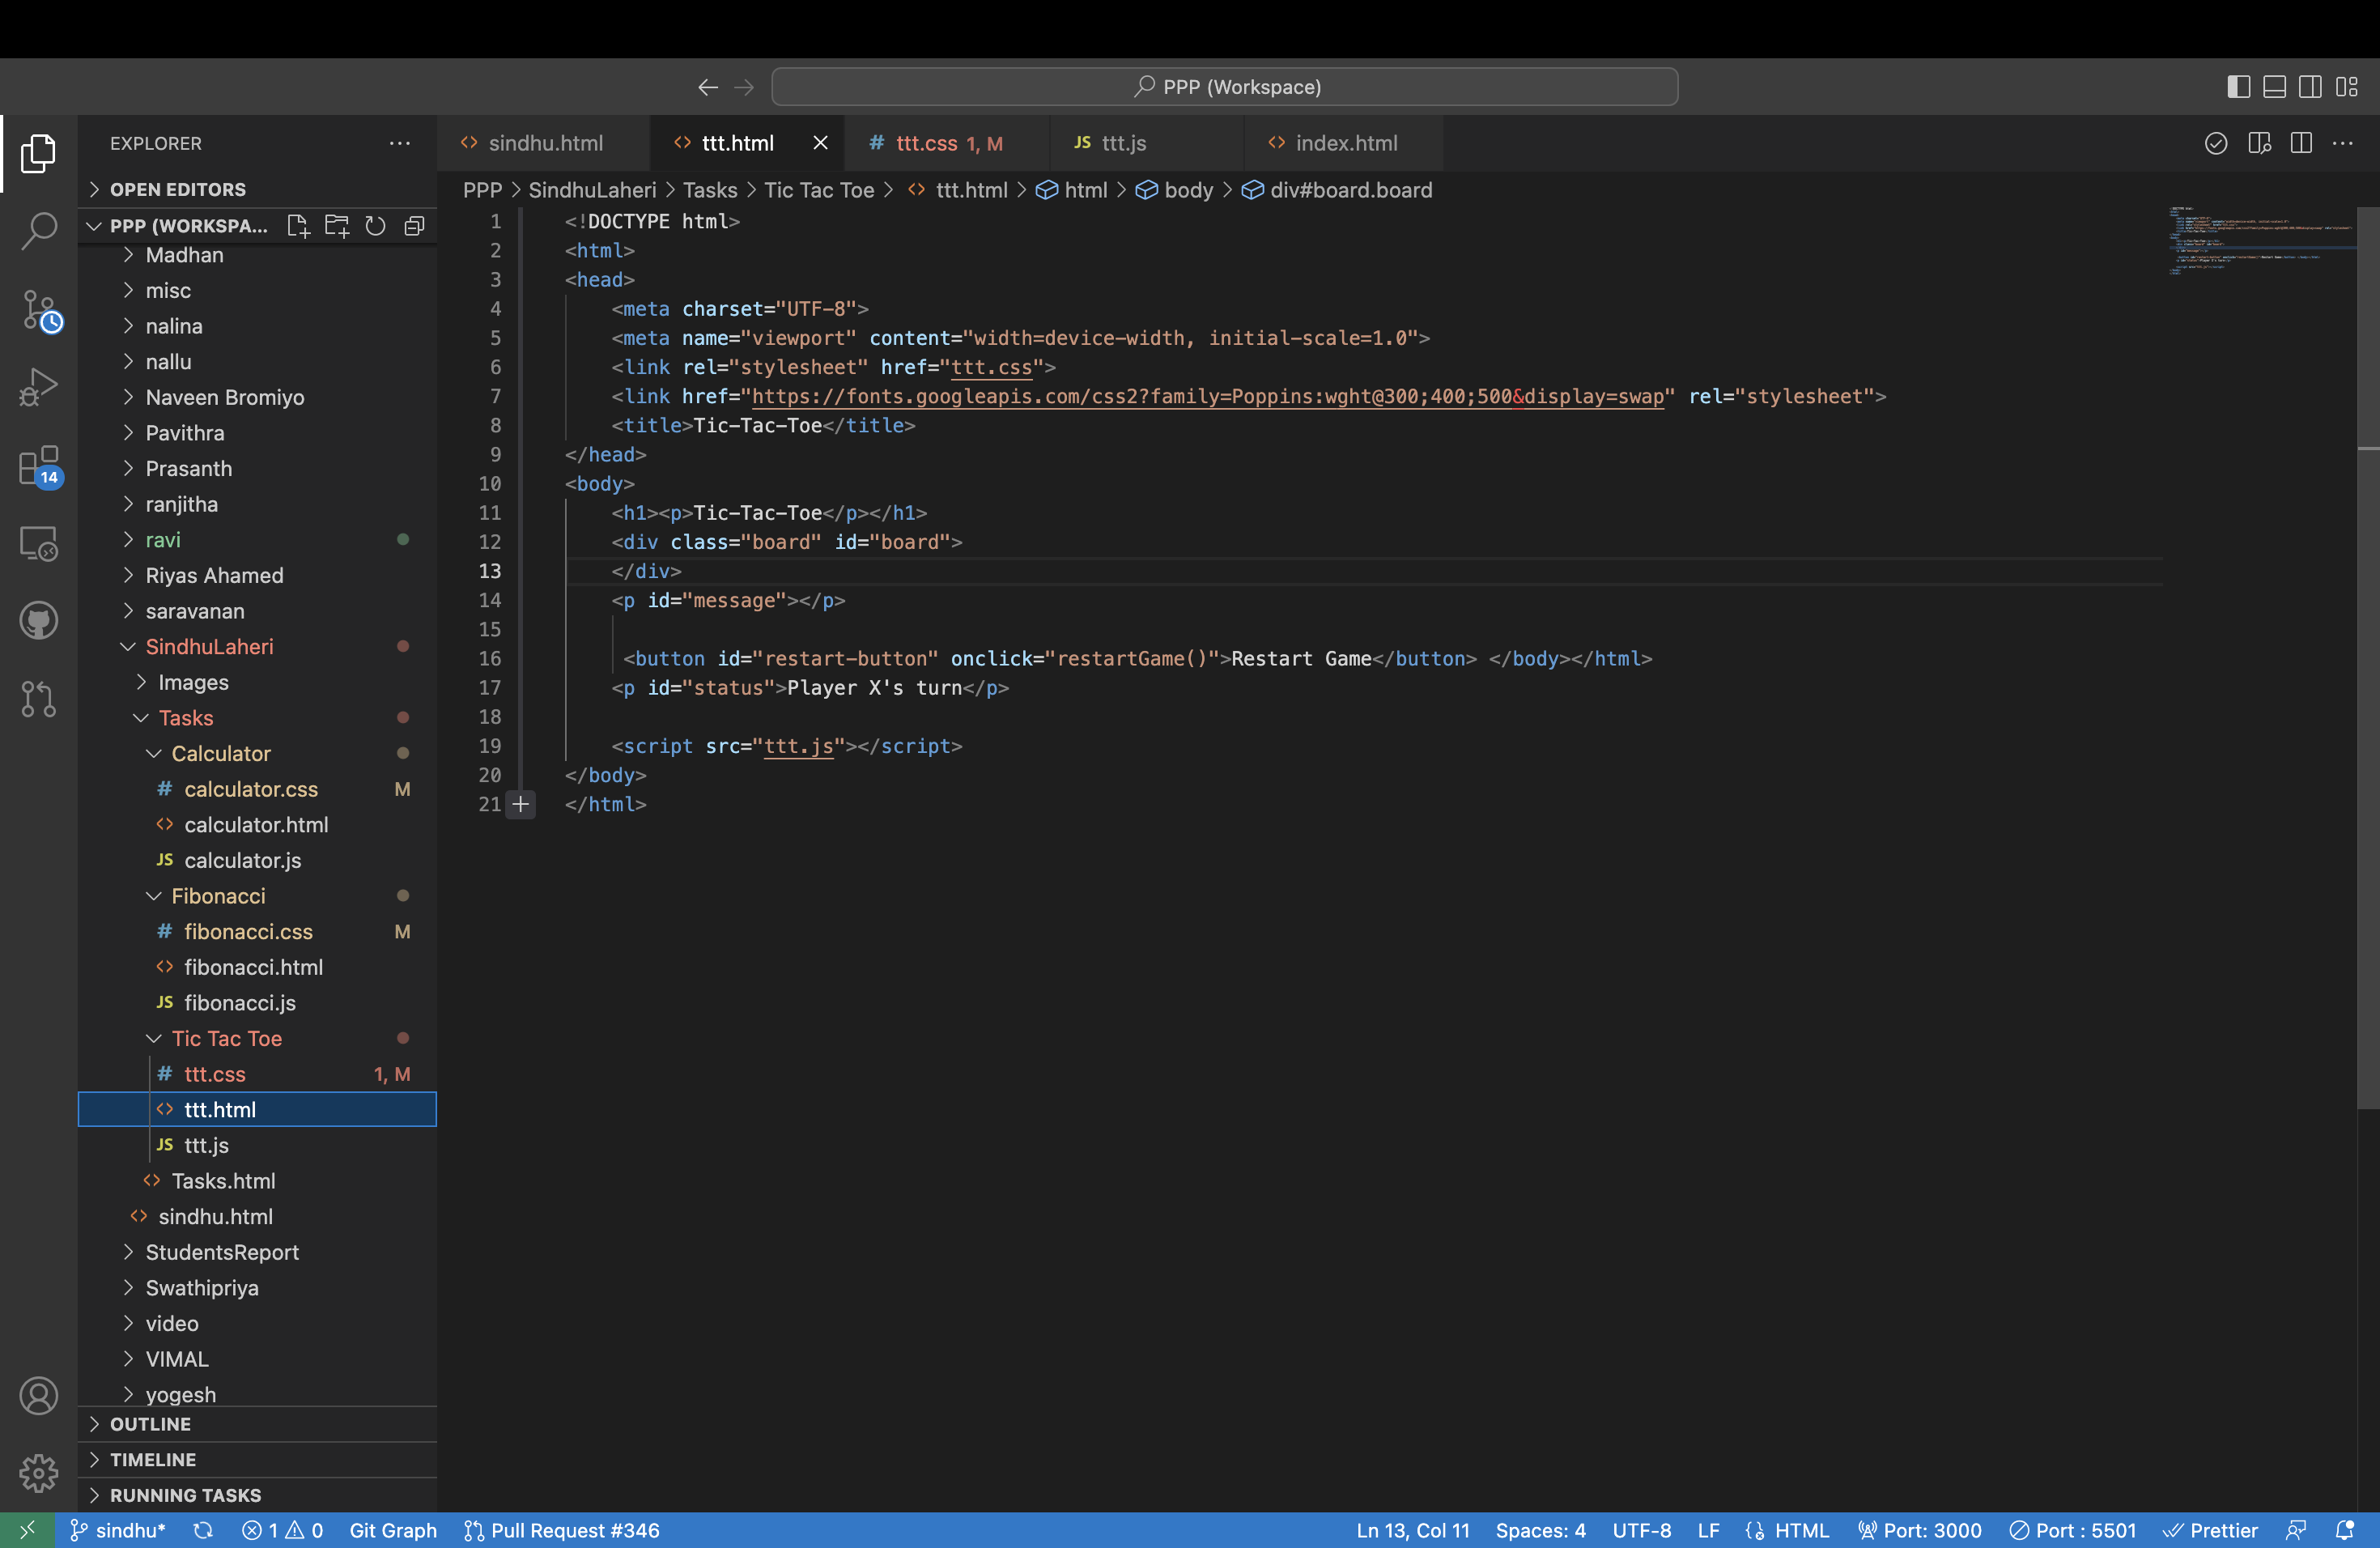 PPP (Workspace)
EXPLORER
OPEN EDITORS
PPP (WORKSPA...
Madhan
misc
nalina
nallu
Naveen Bromiyo
Pavithra
Prasanth
ranjitha
ravi
Riyas Ahamed
saravanan
SindhuLaheri
Images
Tasks
Calculator
# calculator.css M
<> calculator.html
JS calculator.js
Fibonacci
# fibonacci.css M
<> fibonacci.html
JS fibonacci.js
Tic Tac Toe
# ttt.css 1, M
<> ttt.html
JS ttt.js
<> Tasks.html
<> sindhu.html
StudentsReport
Swathipriya
video
VIMAL
yogesh
OUTLINE
TIMELINE
RUNNING TASKS
14
<> sindhu.html <> ttt.html # ttt.css 1, M JS ttt.js <> index.html
PPP > SindhuLaheri > Tasks > Tic Tac Toe > <> ttt.html > html > body > div#board.board
1 <!DOCTYPE html>
2 <html>
3 <head>
4 <meta charset="UTF-8">
5 <meta name="viewport" content="width=device-width, initial-scale=1.0">
6 <link rel="stylesheet" href="ttt.css">
7 <link href="https://fonts.googleapis.com/css2?family=Poppins:wght@300;400;500&display=swap" rel="stylesheet">
8 <title>Tic-Tac-Toe</title>
9 </head>
10 <body>
11 <h1><p>Tic-Tac-Toe</p></h1>
12 <div class="board" id="board">
13 </div>
14 <p id="message"></p>
15
16 <button id="restart-button" onclick="restartGame()">Restart Game</button> </body></html>
17 <p id="status">Player X's turn</p>
18
19 <script src="ttt.js"></script>
20 </body>
21 </html>
sindhu* 1 0 Git Graph Pull Request #346 Ln 13, Col 11 Spaces: 4 UTF-8 LF HTML Port: 3000 Port : 5501 Prettier